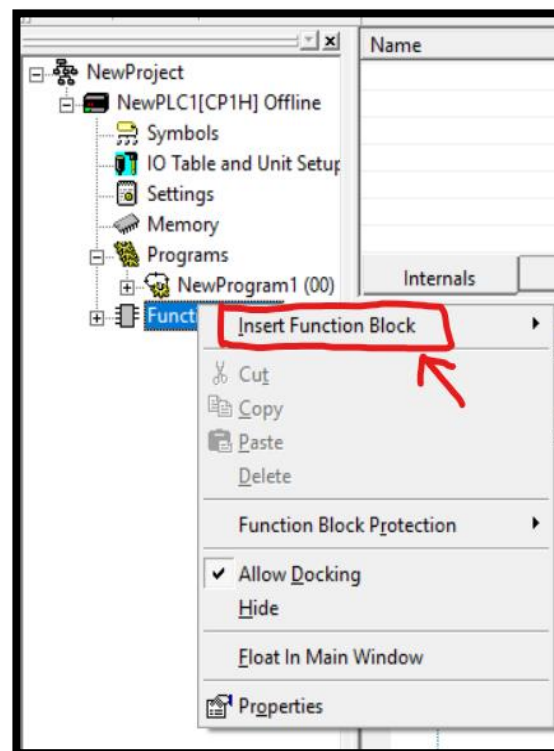 Name
NewProject
NewPLC1[CP1H] Offline
Symbols
IO Table and Unit Setup
Settings
Memory
Programs
NewProgram1 (00)
Internals
Functi
Insert Function Block
Cut
Copy
Paste
Delete
Function Block Protection
Allow Docking
Hide
Float In Main Window
Properties